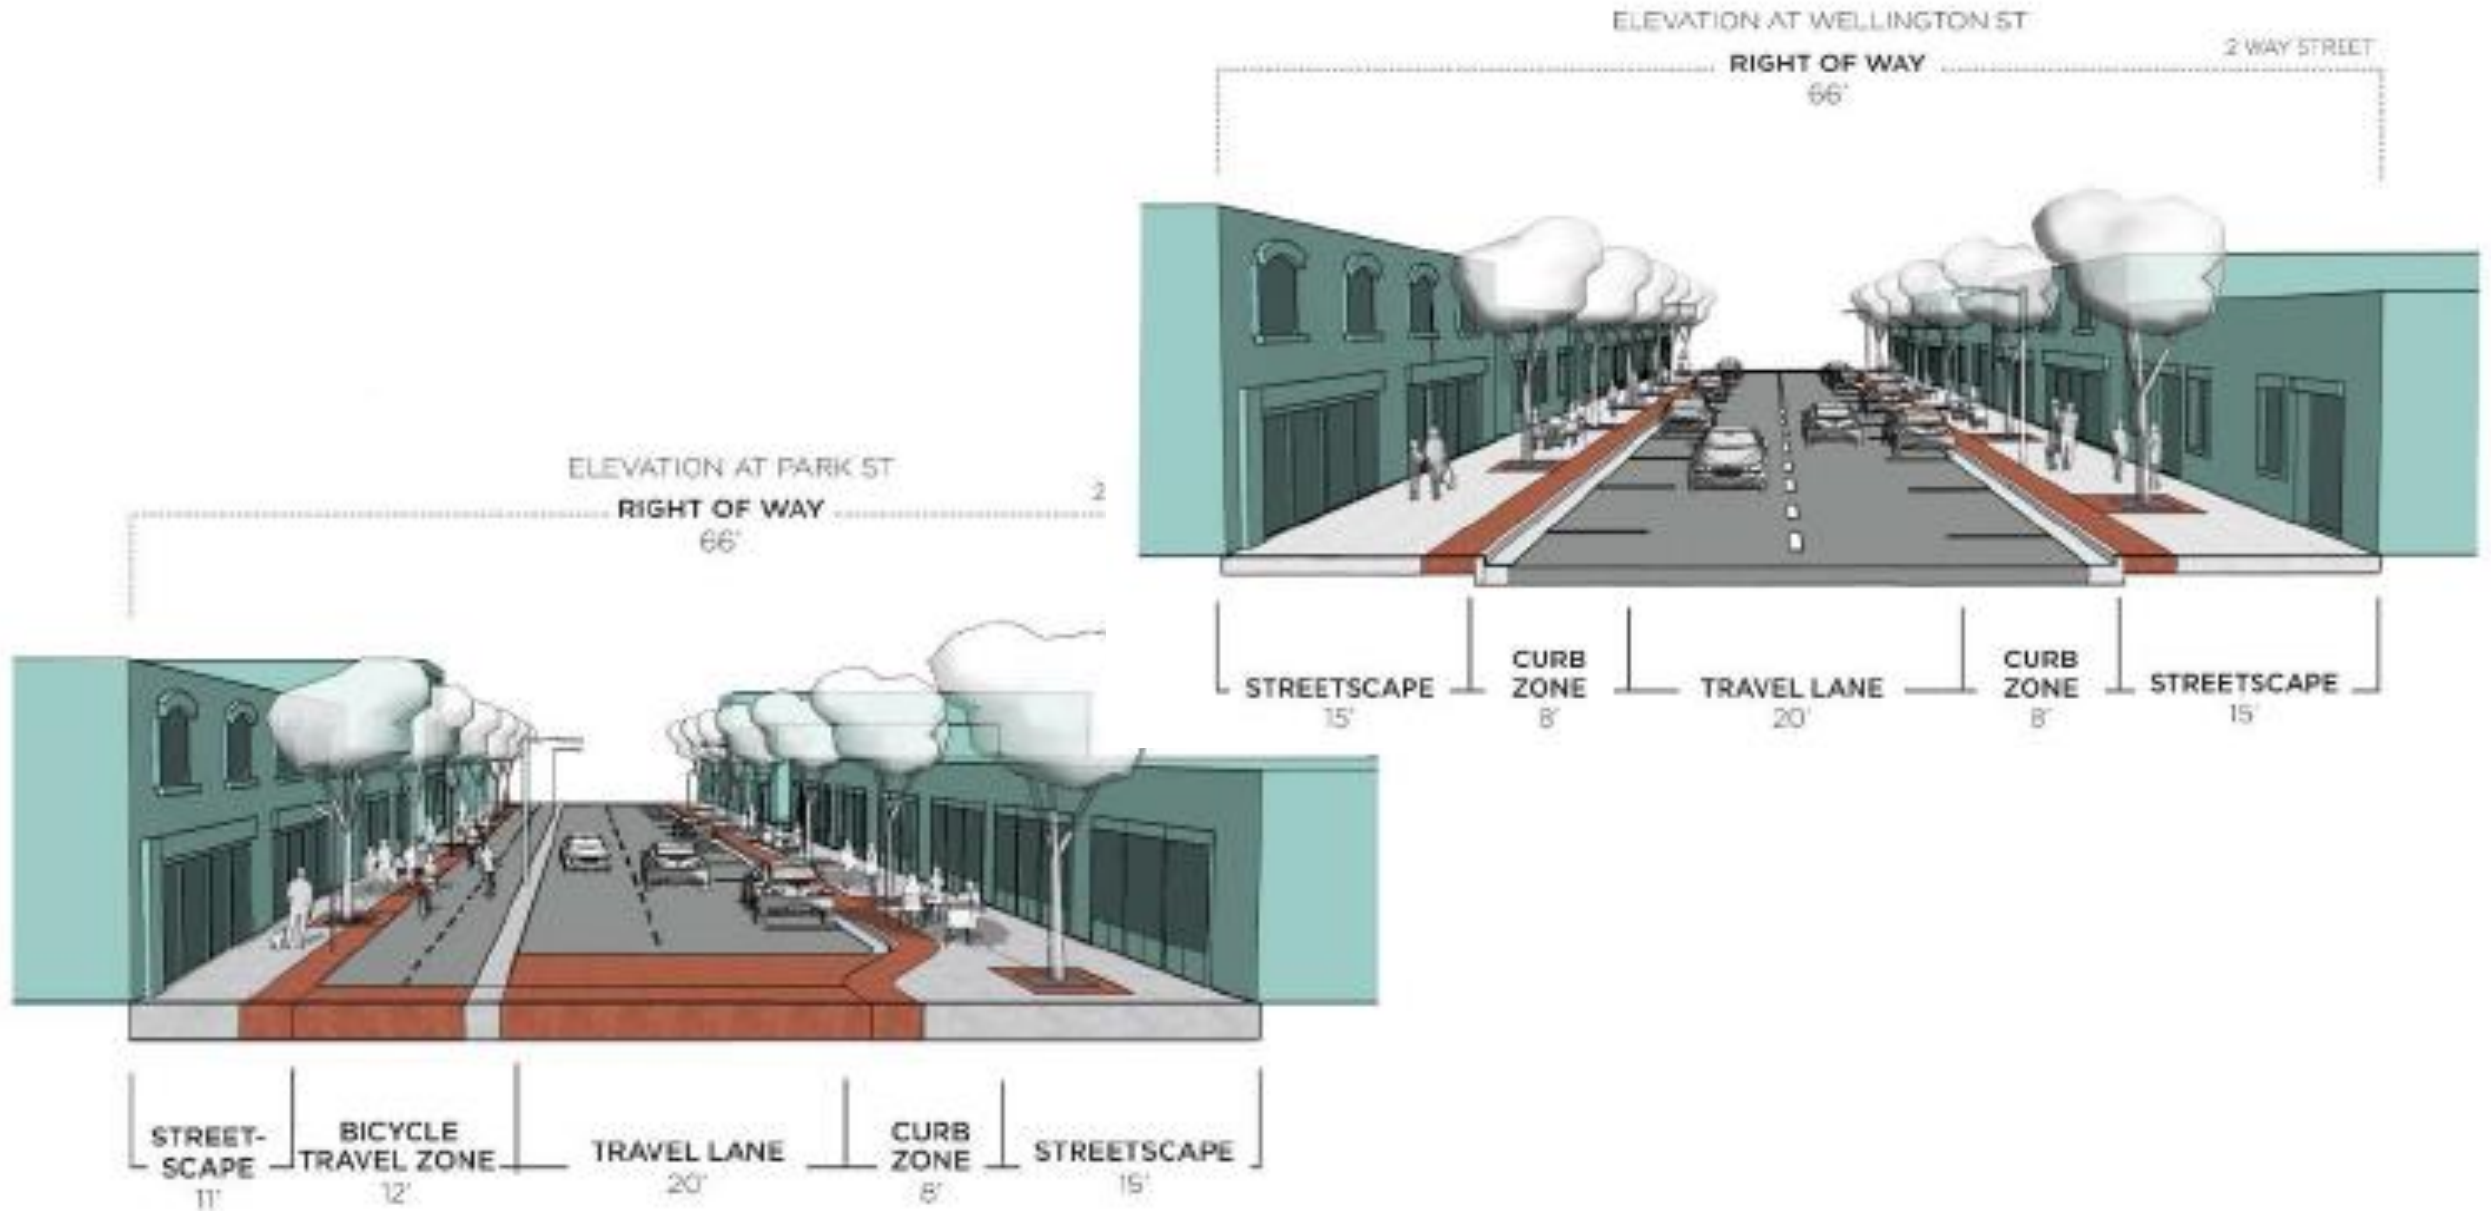 ELEVATION AT WELLINGTON ST
2 WAY STREET
RIGHT OF WAY
66'
STREETSCAPE
15'
CURB
ZONE
8'
TRAVEL LANE
20'
CURB
ZONE
8'
STREETSCAPE
15'
ELEVATION AT PARK ST
2
RIGHT OF WAY
66'
STREET-
SCAPE
11'
BICYCLE
TRAVEL ZONE
12'
TRAVEL LANE
20'
CURB
ZONE
8'
STREETSCAPE
15'